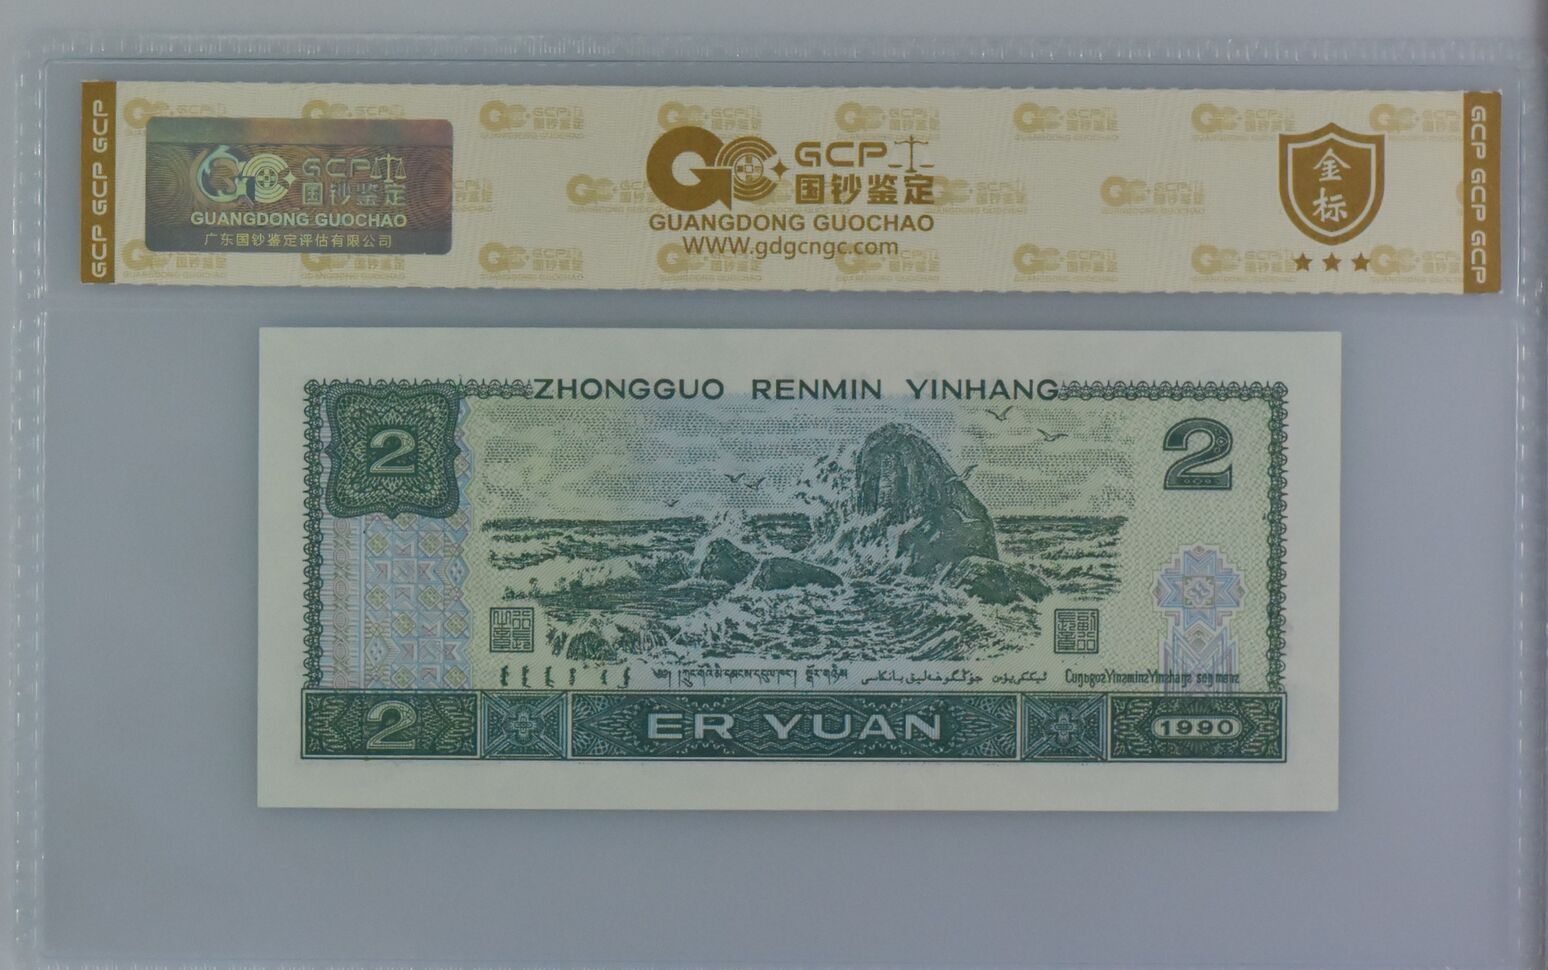 GCP GCP GCP
GCP
国钞鉴定
GUANGDONG GUOCHAO
广东国钞鉴定评估有限公司
GCP
国钞鉴定
GUANGDONG GUOCHAO
WWW.gdgcngc.com
金标
GCP GCP GCP
ZHONGGUO RENMIN YINHANG
2
2
2
ER YUAN
1990